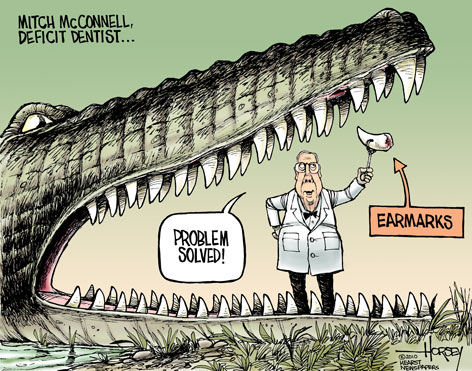 MITCH McCONNELL,
DEFICIT DENTIST...
PROBLEM
SOLVED!
EARMARKS
HORSEY
©2010
HEARST
NEWSPAPERS